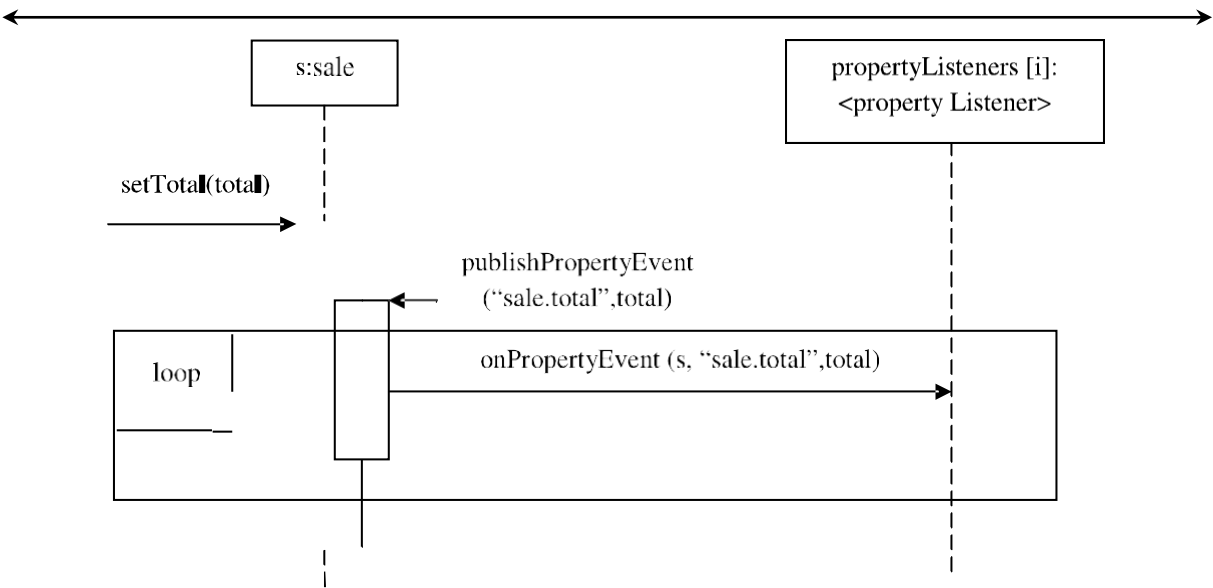 s:sale
propertyListeners [i]:
<property Listener>
setTotal(total)
publishPropertyEvent
(“sale.total”,total)
onPropertyEvent (s, “sale.total”,total)
loop